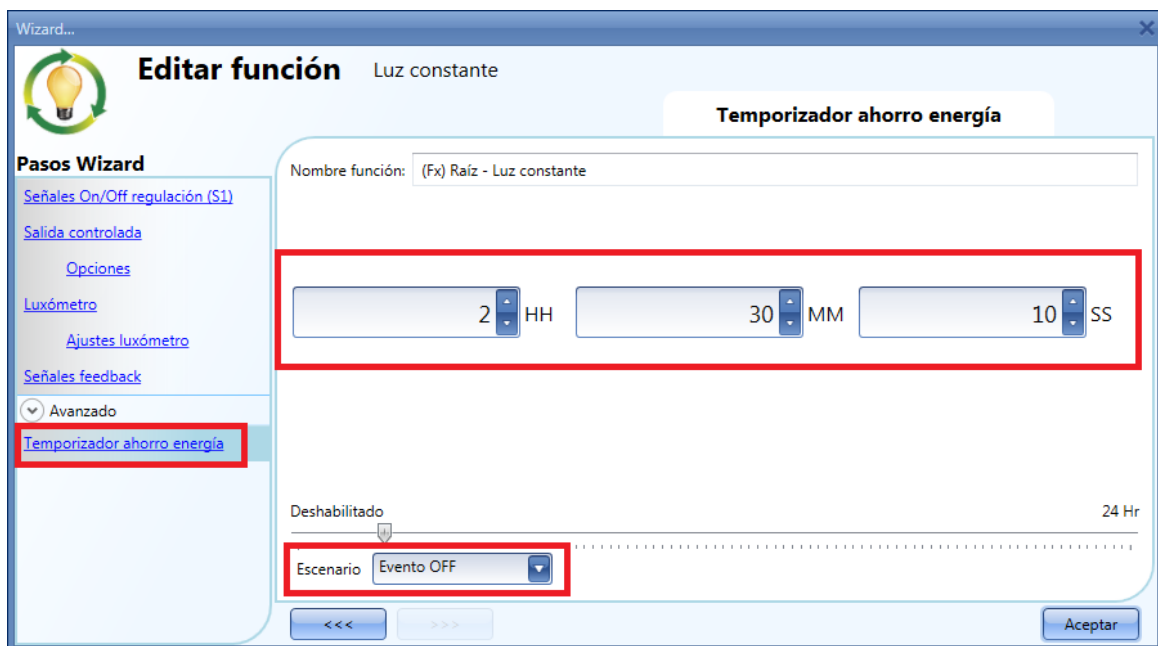 Wizard...
Editar función Luz constante
Temporizador ahorro energía
Pasos Wizard
Señales On/Off regulación (S1)
Salida controlada
Opciones
Luxómetro
Ajustes luxómetro
Señales feedback
Avanzado
Temporizador ahorro energía
Nombre función: (Fx) Raíz - Luz constante
2 HH 30 MM 10 SS
Deshabilitado 24 Hr
Escenario Evento OFF
<<< >>> Aceptar